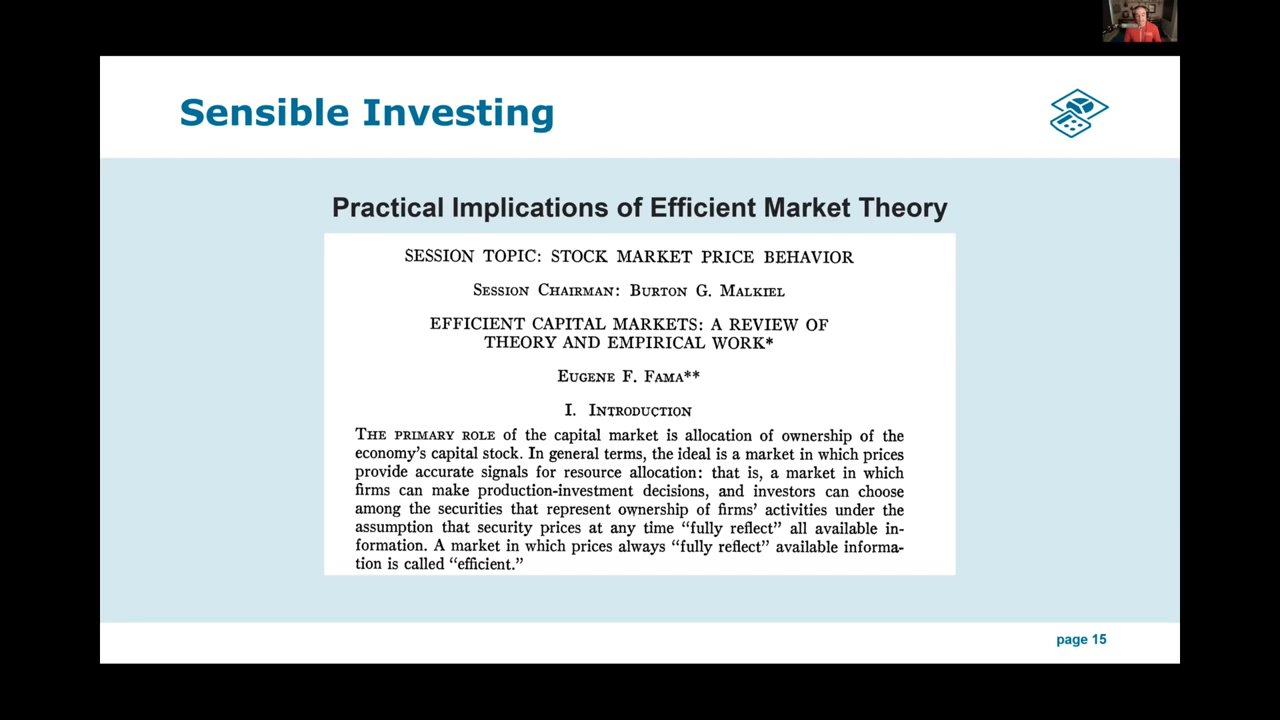 Sensible Investing
Practical Implications of Efficient Market Theory
SESSION TOPIC: STOCK MARKET PRICE BEHAVIOR
SESSION CHAIRMAN: BURTON G. MALKIEL
EFFICIENT CAPITAL MARKETS: A REVIEW OF
THEORY AND EMPIRICAL WORK*
EUGENE F. FAMA**
I. INTRODUCTION
THE PRIMARY ROLE of the capital market is allocation of ownership of the
economy's capital stock. In general terms, the ideal is a market in which prices
provide accurate signals for resource allocation: that is, a market in which
firms can make production-investment decisions, and investors can choose
among the securities that represent ownership of firms' activities under the
assumption that security prices at any time “fully reflect” all available in-
formation. A market in which prices always “fully reflect” available informa-
tion is called “efficient.”
page 15